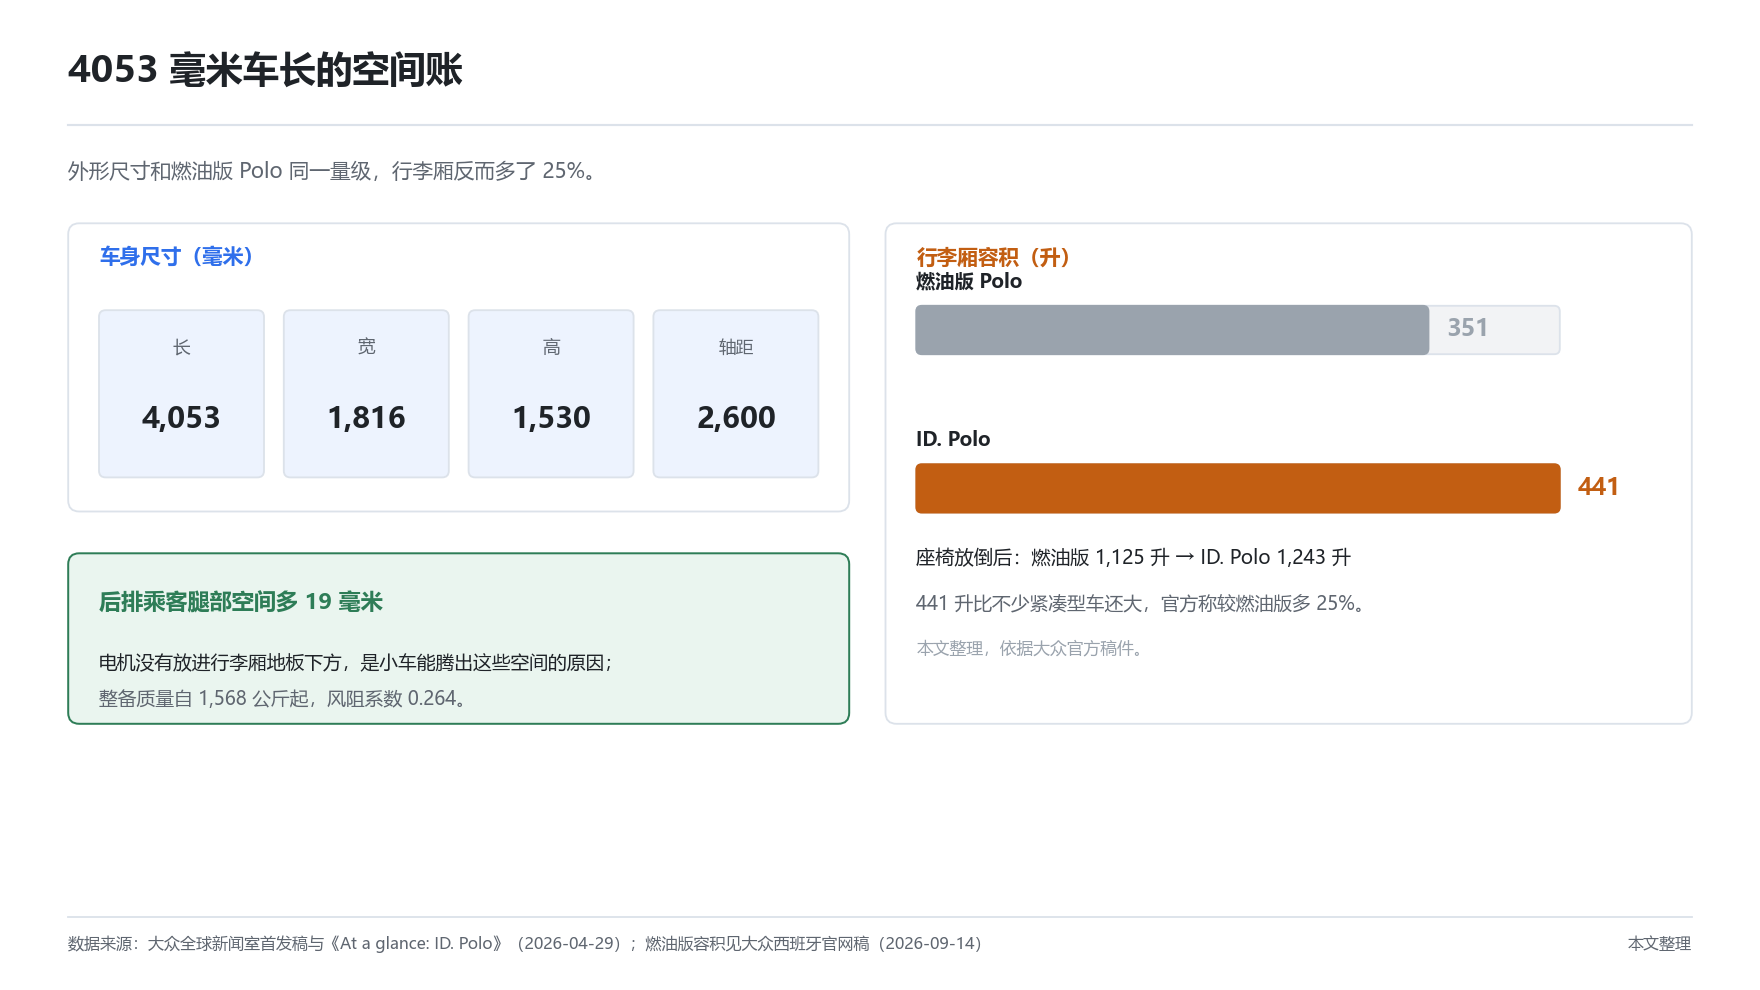 4053 毫米车长的空间账
外形尺寸和燃油版 Polo 同一量级，行李厢反而多了 25%。
车身尺寸（毫米）
长
宽
高
轴距
4,053
1,816
1,530
2,600
后排乘客腿部空间多 19 毫米
电机没有放进行李厢地板下方，是小车能腾出这些空间的原因；
整备质量自 1,568 公斤起，风阻系数 0.264。
行李厢容积（升）
燃油版 Polo
351
ID. Polo
441
座椅放倒后：燃油版 1,125 升 → ID. Polo 1,243 升
441 升比不少紧凑型车还大，官方称较燃油版多 25%。
本文整理，依据大众官方稿件。
数据来源：大众全球新闻室首发稿与《At a glance: ID. Polo》（2026-04-29）；燃油版容积见大众西班牙官网稿（2026-09-14）
本文整理